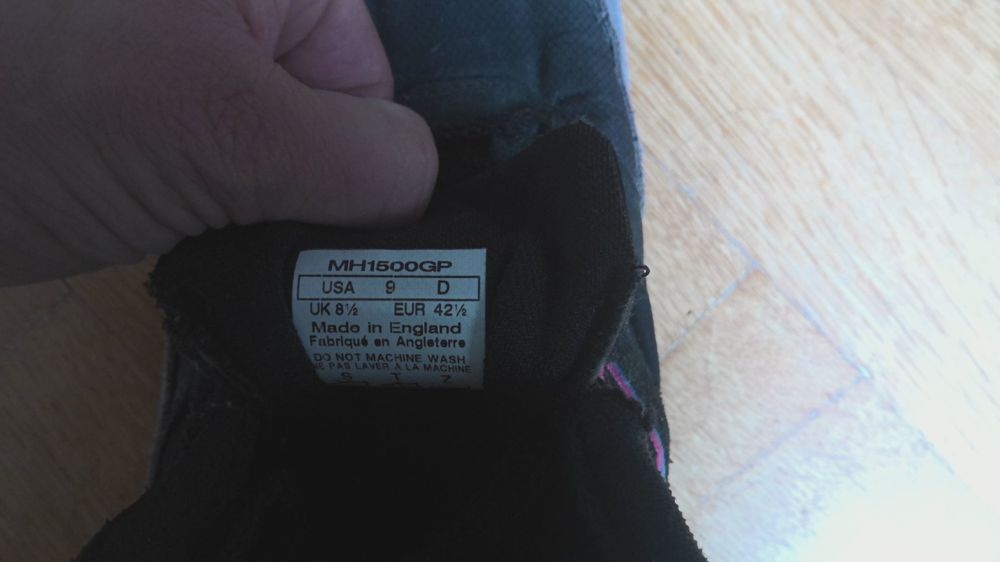 MH1500GP
USA 9 D
UK 8½ EUR 42½
Made in England
Fabriqué en Angleterre
DO NOT MACHINE WASH
NE PAS LAVER A LA MACHINE
S T 7